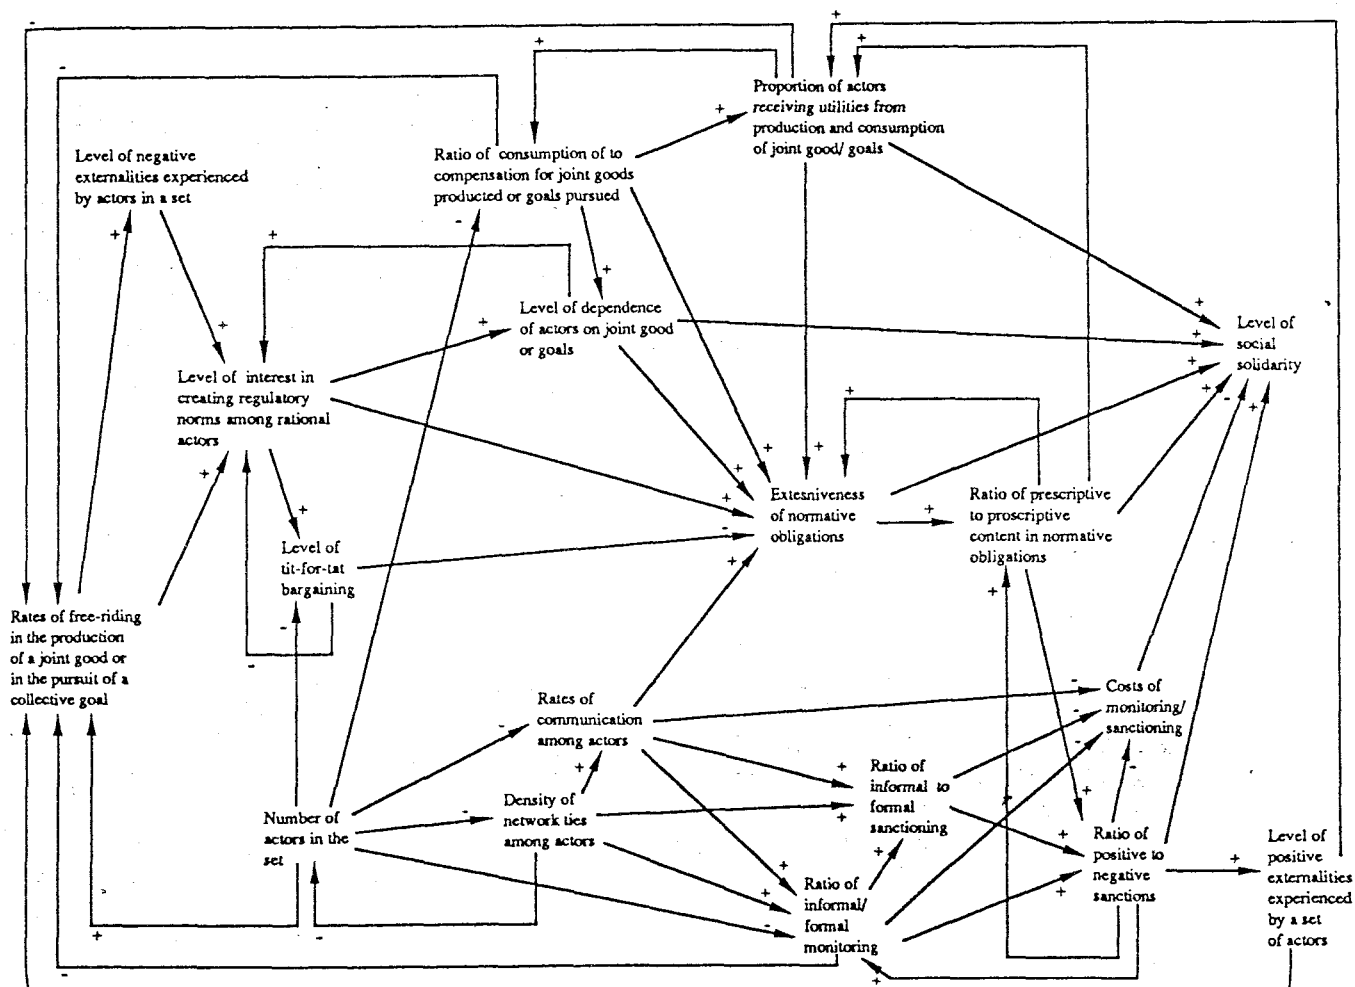 Proportion of actors
receiving utilities from
production and consumption
of joint good/ goals
Level of negative
externalities experienced
by actors in a set
Ratio of consumption of to
compensation for joint goods
producted or goals pursued
Level of dependence
of actors on joint good
or goals
Level of
social
solidarity
Level of interest in
creating regulatory
norms among rational
actors
Extesniveness
of normative
obligations
Ratio of prescriptive
to proscriptive
content in normative
obligations
Level of
tit-for-tat
bargaining
Rates of free-riding
in the production
of a joint good or
in the pursuit of a
collective goal
Rates of
communication
among actors
Costs of
monitoring/
sanctioning
Ratio of
informal to
formal
sanctioning
Number of
actors in the
set
Density of
network ties
among actors
Ratio of
positive to
negative
sanctions
Level of
positive
externalities
experienced
by a set
of actors
Ratio of
informal/
formal
monitoring